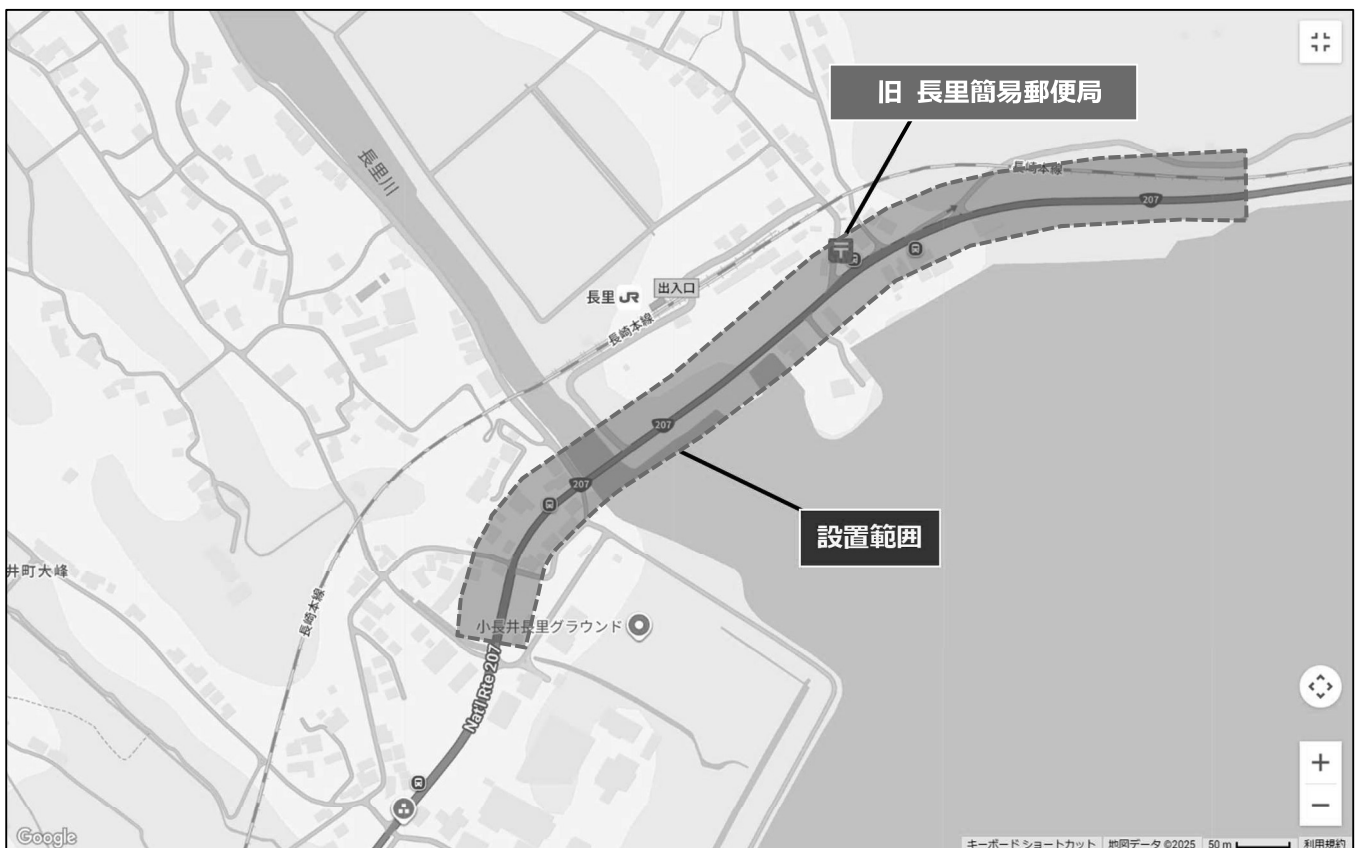 旧 長里簡易郵便局
長崎本線
207
長里川
長里 JR
出入口
長崎本線
207
207
設置範囲
井町大峰
長崎本線
小長井長里グラウンド
Nat'l Rte 207
Google
キーボード ショートカット 地図データ ©2025 50 m 利用規約